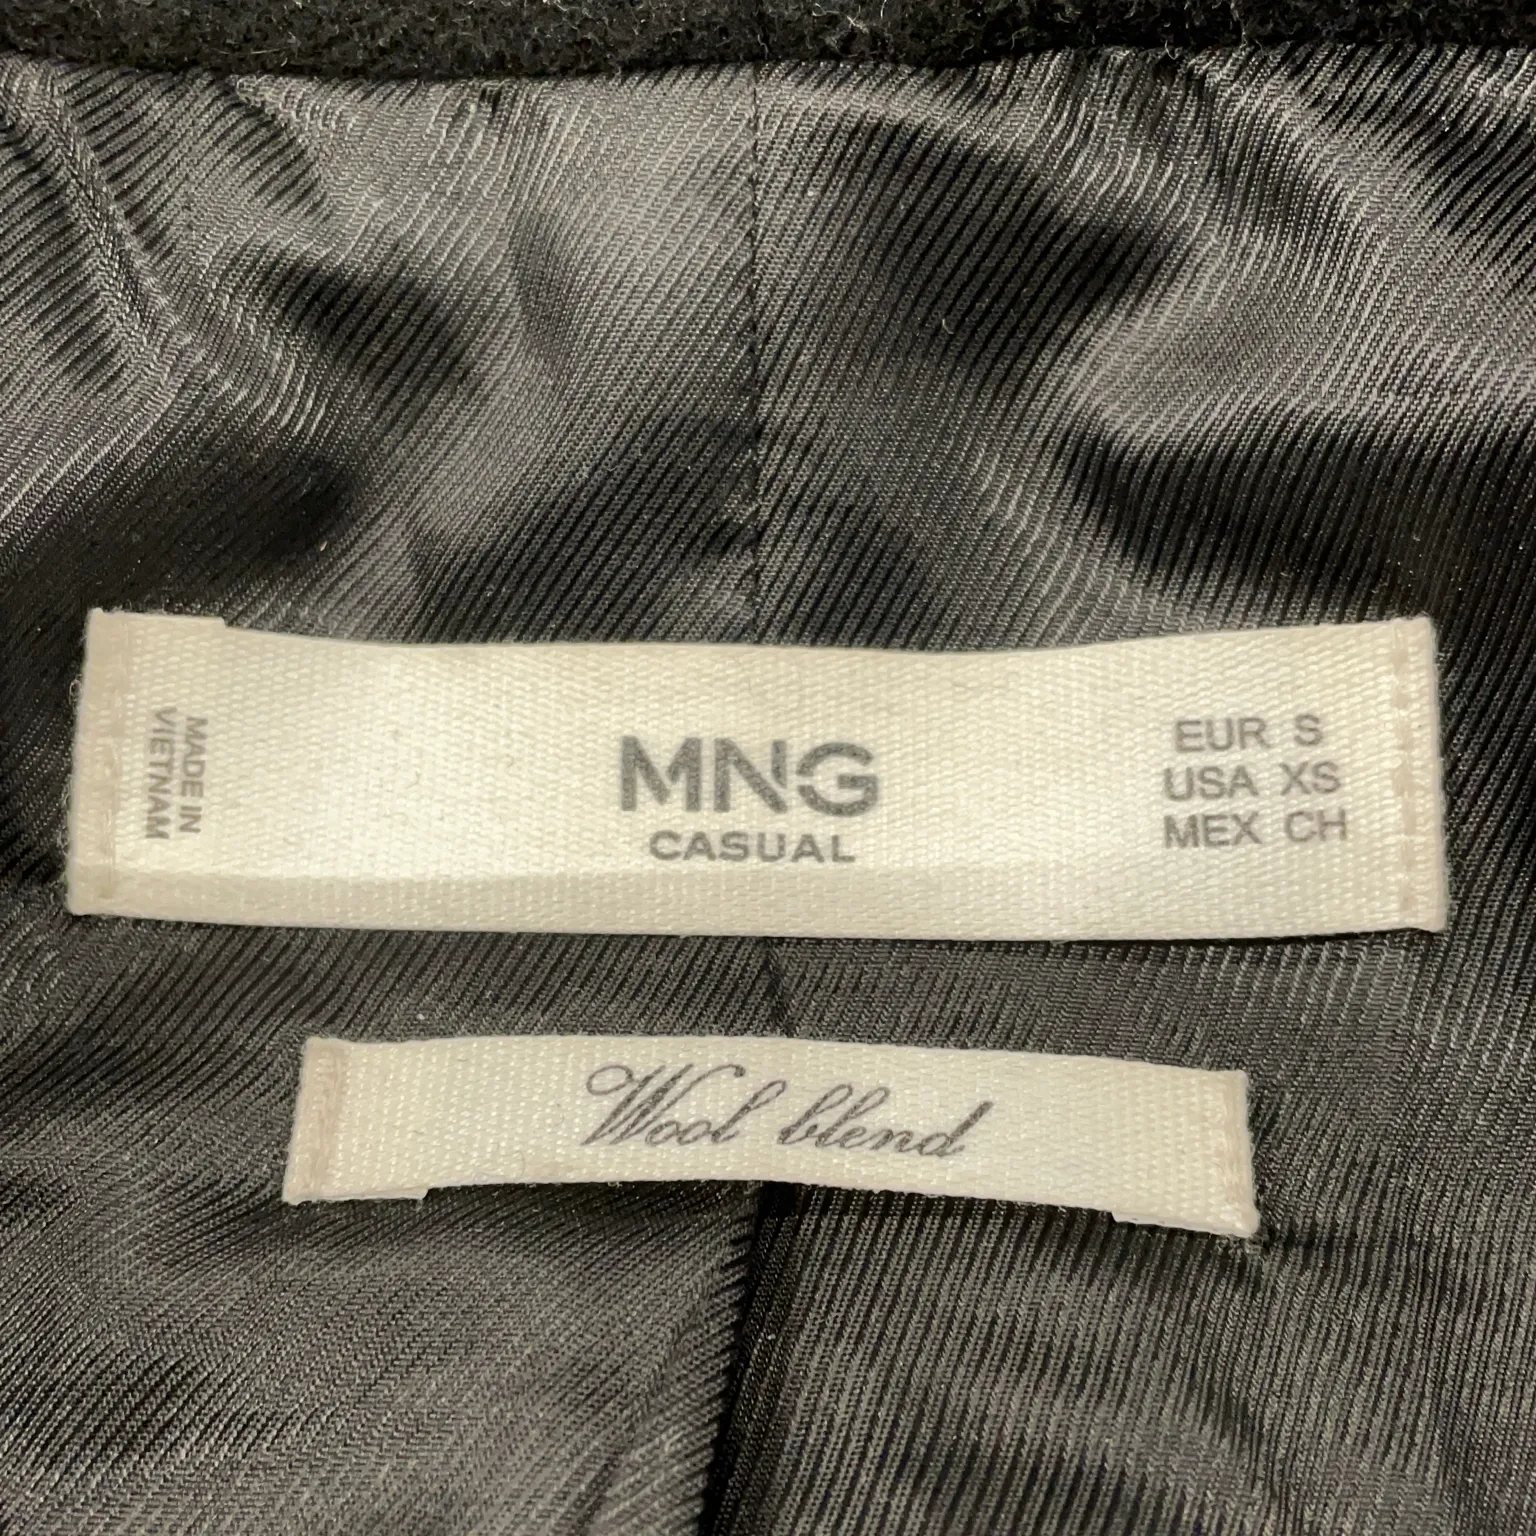 MADE IN
VIETNAM
MNG
CASUAL
EUR S
USA XS
MEX CH
Wool blend